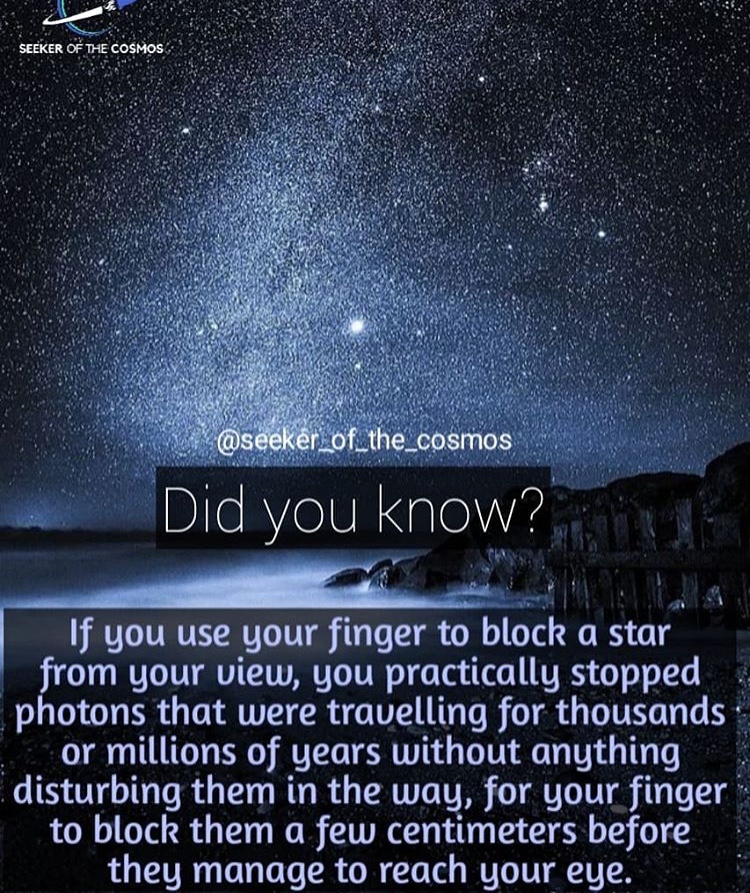 SEEKER OF THE COSMOS
@seeker_of_the_cosmos
Did you know?
If you use your finger to block a star
from your view, you practically stopped
photons that were travelling for thousands
or millions of years without anything
disturbing them in the way, for your finger
to block them a few centimeters before
they manage to reach your eye.